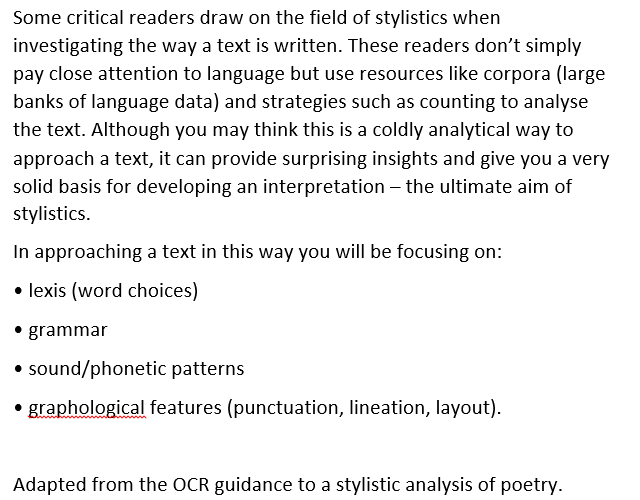 Some critical readers draw on the field of stylistics when
investigating the way a text is written. These readers don’t simply
pay close attention to language but use resources like corpora (large
banks of language data) and strategies such as counting to analyse
the text. Although you may think this is a coldly analytical way to
approach a text, it can provide surprising insights and give you a very
solid basis for developing an interpretation – the ultimate aim of
stylistics.
In approaching a text in this way you will be focusing on:
• lexis (word choices)
• grammar
• sound/phonetic patterns
• graphological features (punctuation, lineation, layout).
Adapted from the OCR guidance to a stylistic analysis of poetry.